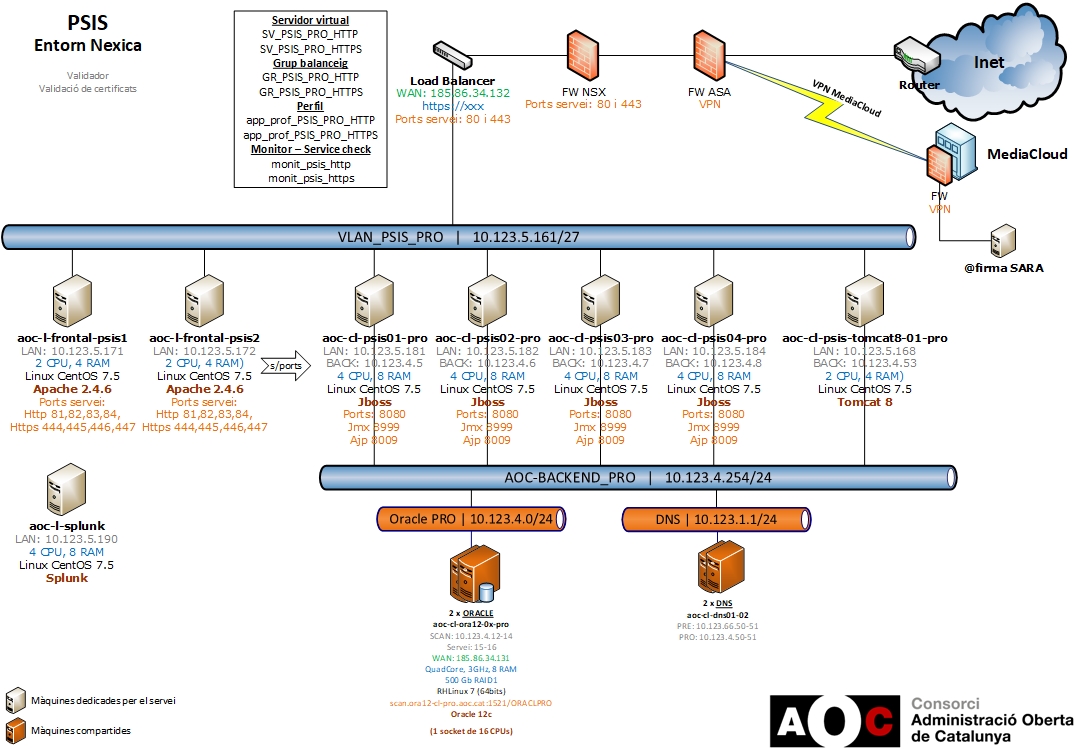 PSIS
Entorn Nexica
Validador
Validació de certificats
Servidor virtual
SV_PSIS_PRO_HTTP
SV_PSIS_PRO_HTTPS
Grup balanceig
GR_PSIS_PRO_HTTP
GR_PSIS_PRO_HTTPS
Perfil
app_prof_PSIS_PRO_HTTP
app_prof_PSIS_PRO_HTTPS
Monitor – Service check
monit_psis_http
monit_psis_https
Load Balancer
WAN: 185.86.34.132
https://xxx
Ports servei: 80 i 443
FW NSX
Ports servei: 80 i 443
FW ASA
VPN
VPN MediaCloud
Router
Inet
MediaCloud
FW
VPN
@firma SARA
VLAN_PSIS_PRO | 10.123.5.161/27
aoc-l-frontal-psis1
LAN: 10.123.5.171
2 CPU, 4 RAM
Linux CentOS 7.5
Apache 2.4.6
Ports servei:
Http 81,82,83,84,
Https 444,445,446,447
aoc-l-frontal-psis2
LAN: 10.123.5.172
2 CPU, 4 RAM)
Linux CentOS 7.5
Apache 2.4.6
Ports servei:
Http 81,82,83,84,
Https 444,445,446,447
s/ports
aoc-cl-psis01-pro
LAN: 10.123.5.181
BACK: 10.123.4.5
4 CPU, 8 RAM
Linux CentOS 7.5
Jboss
Ports: 8080
Jmx 8999
Ajp 8009
aoc-cl-psis02-pro
LAN: 10.123.5.182
BACK: 10.123.4.6
4 CPU, 8 RAM
Linux CentOS 7.5
Jboss
Ports: 8080
Jmx 8999
Ajp 8009
aoc-cl-psis03-pro
LAN: 10.123.5.183
BACK: 10.123.4.7
4 CPU, 8 RAM
Linux CentOS 7.5
Jboss
Ports: 8080
Jmx 8999
Ajp 8009
aoc-cl-psis04-pro
LAN: 10.123.5.184
BACK: 10.123.4.8
4 CPU, 8 RAM
Linux CentOS 7.5
Jboss
Ports: 8080
Jmx 8999
Ajp 8009
aoc-cl-psis-tomcat8-01-pro
LAN: 10.123.5.168
BACK: 10.123.4.53
2 CPU, 4 RAM)
Linux CentOS 7.5
Tomcat 8
AOC-BACKEND_PRO | 10.123.4.254/24
Oracle PRO | 10.123.4.0/24
DNS | 10.123.1.1/24
aoc-l-splunk
LAN: 10.123.5.190
4 CPU, 8 RAM
Linux CentOS 7.5
Splunk
2 x ORACLE
aoc-cl-ora12-0x-pro
SCAN: 10.123.4.12-14
Servei: 15-16
WAN: 185.86.34.131
QuadCore, 3GHz, 8 RAM
500 Gb RAID1
RHLinux 7 (64bits)
scan.ora12-cl-pro.aoc.cat:1521/ORACLPRO
Oracle 12c
(1 socket de 16 CPUs)
2 x DNS
aoc-cl-dns01-02
PRE: 10.123.66.50-51
PRO: 10.123.4.50-51
Màquines dedicades per el servei
Màquines compartides
AOC
Consorci
Administració Oberta
de Catalunya